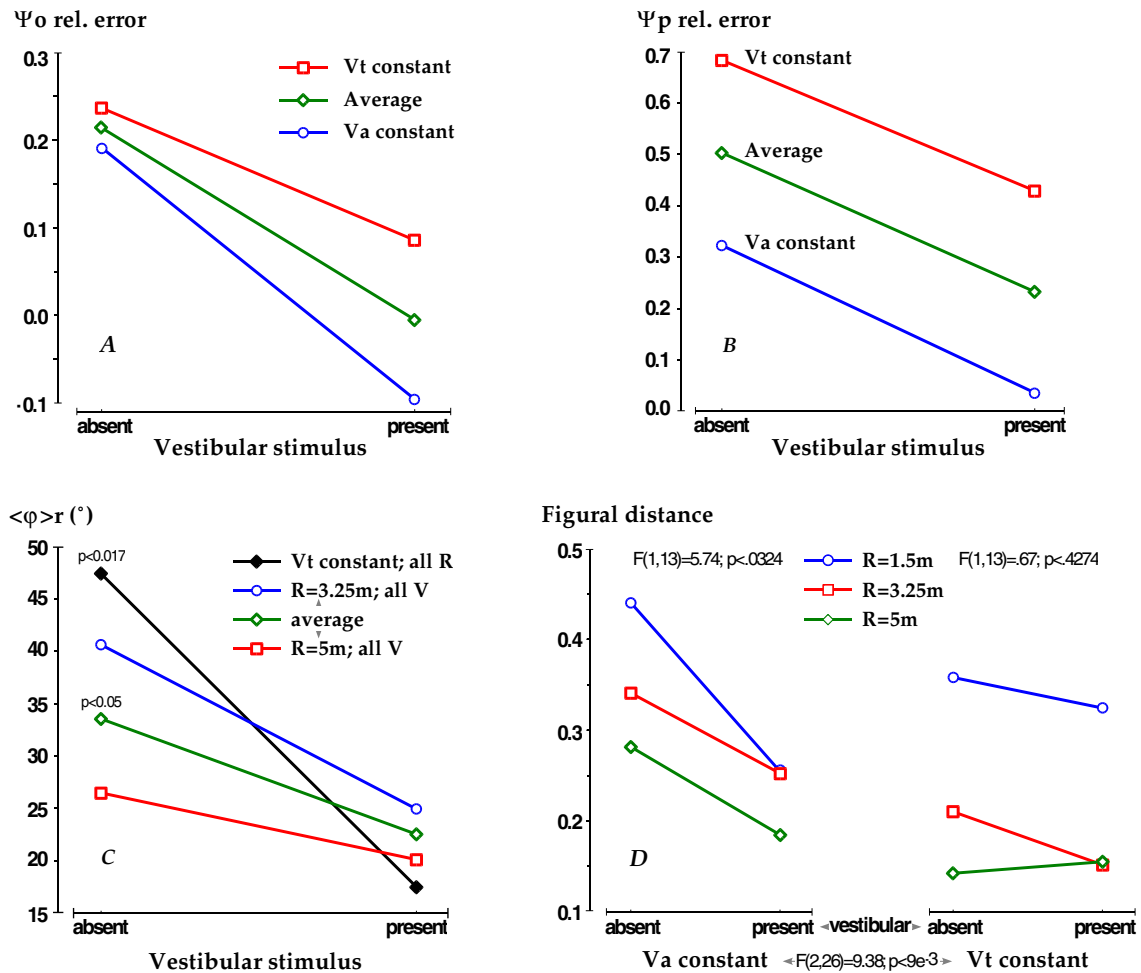 Ψo rel. error
0.3
0.2
0.1
0.0
-0.1
Vt constant
Average
Va constant
A
absent
present
Vestibular stimulus
Ψp rel. error
0.7
0.6
0.5
0.4
0.3
0.2
0.1
0.0
Vt constant
Average
Va constant
B
absent
present
Vestibular stimulus
<φ>r (°)
50
45
40
35
30
25
20
15
p<0.017
p<0.05
Vt constant; all R
R=3.25m; all V
average
R=5m; all V
C
absent
present
Vestibular stimulus
Figural distance
0.5
0.4
0.3
0.2
0.1
F(1,13)=5.74; p<.0324
R=1.5m
R=3.25m
R=5m
F(1,13)=.67; p<.4274
D
absent
present
vestibular
absent
present
Va constant
F(2,26)=9.38; p<9e-3
Vt constant